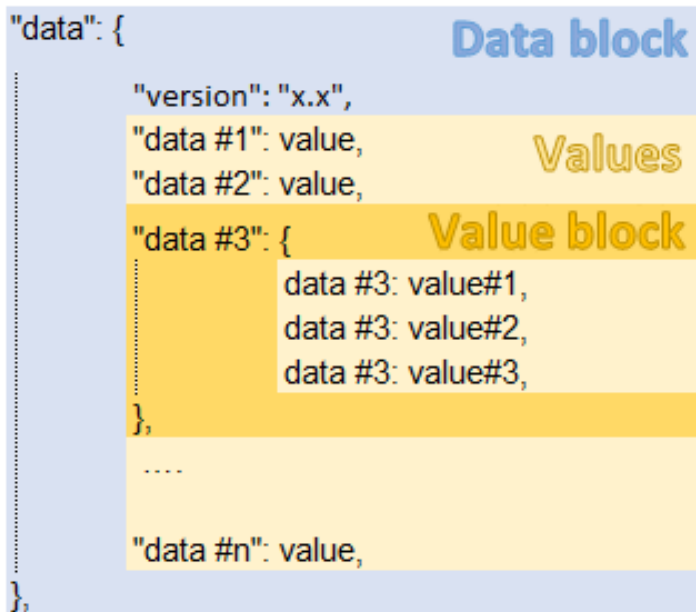 "data": {
Data block
"version": "x.x",
"data #1": value,
Values
"data #2": value,
"data #3": {
Value block
data #3: value#1,
data #3: value#2,
data #3: value#3,
},
....
"data #n": value,
},